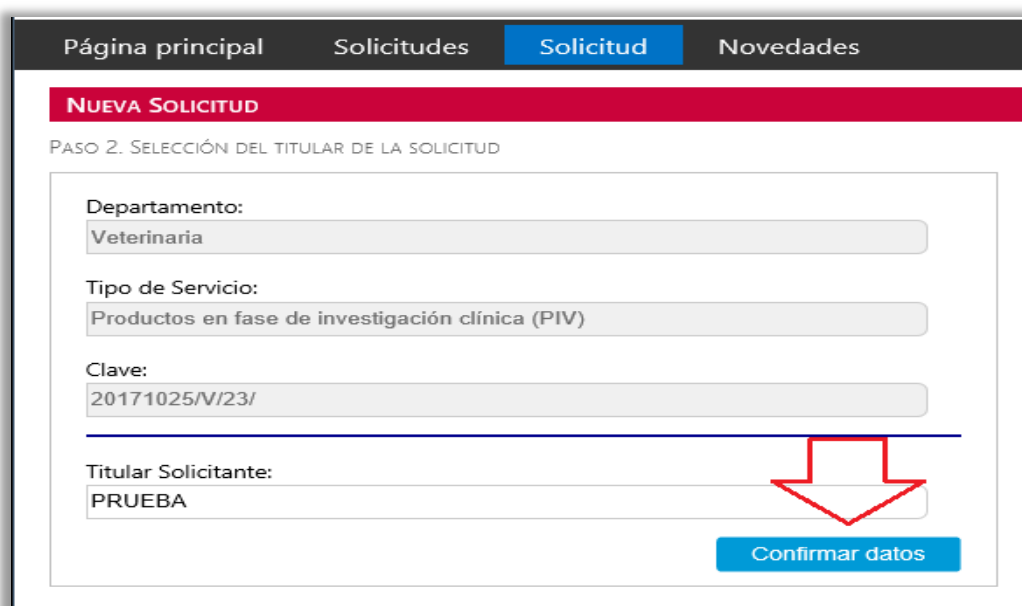 Página principal Solicitudes Solicitud Novedades
Nueva Solicitud
Paso 2. Selección del titular de la solicitud
Departamento:
Veterinaria
Tipo de Servicio:
Productos en fase de investigación clínica (PIV)
Clave:
20171025/V/23/
Titular Solicitante:
PRUEBA
Confirmar datos